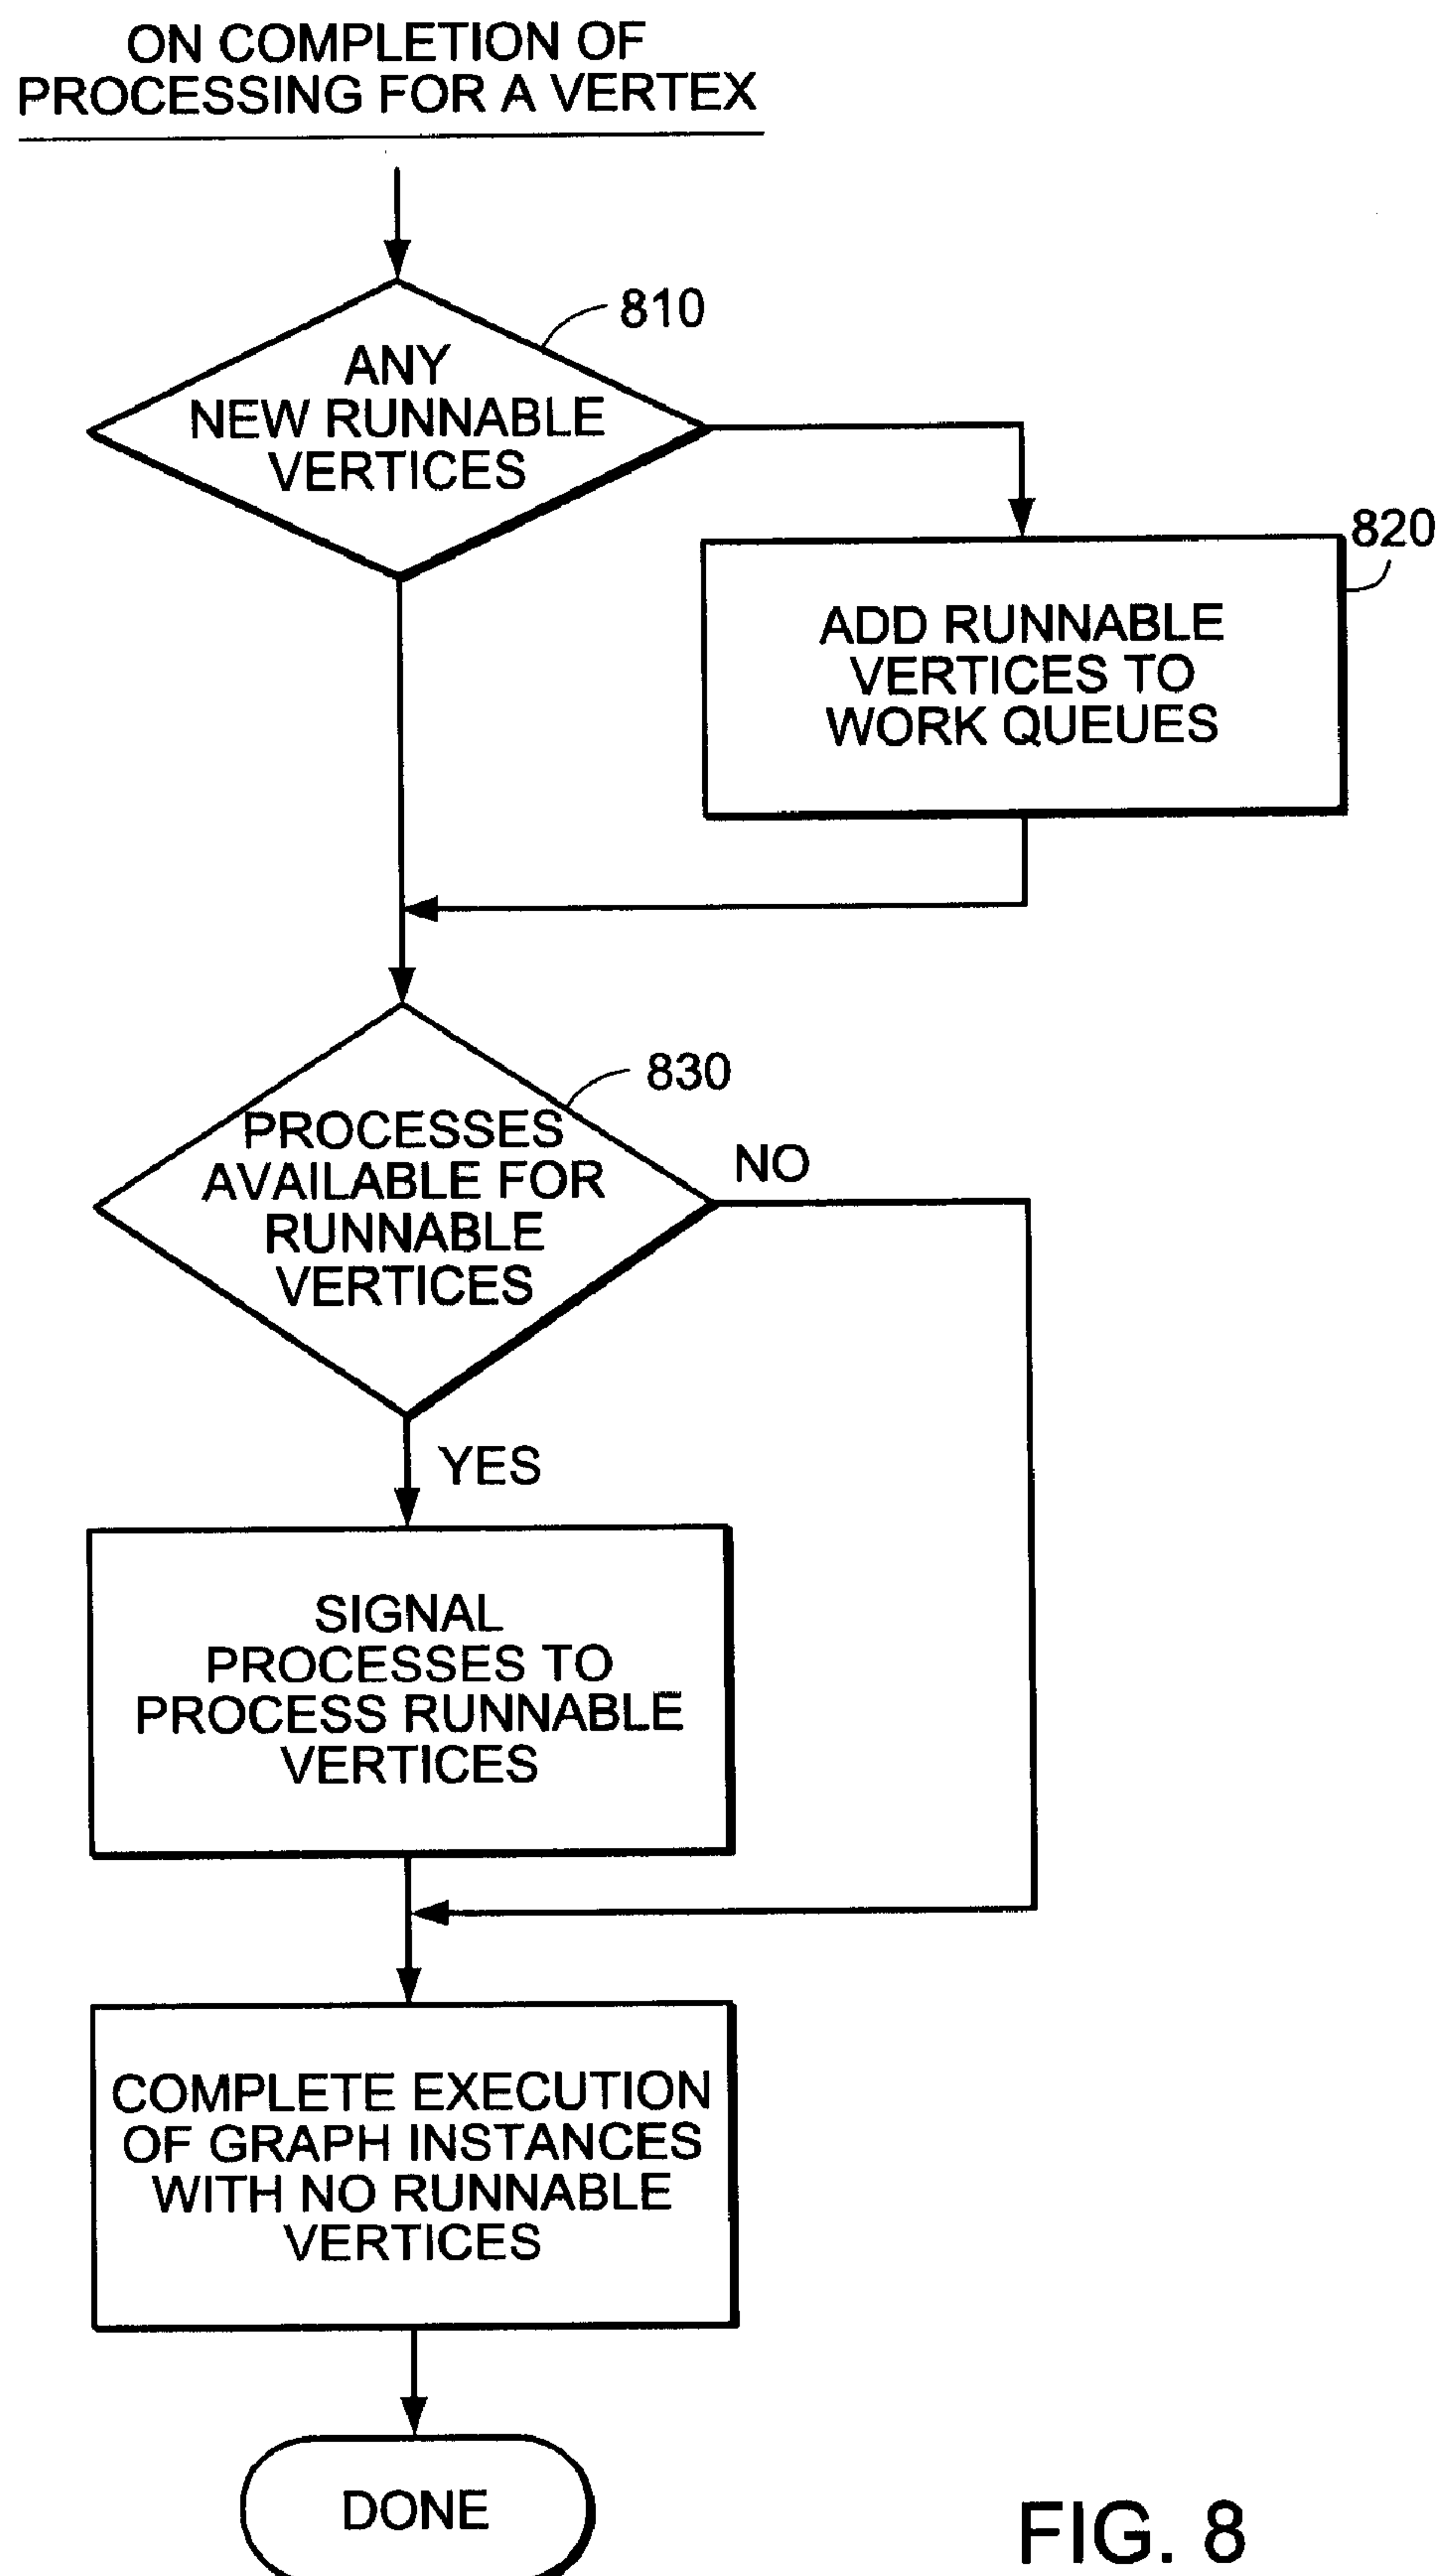 ON COMPLETION OF
PROCESSING FOR A VERTEX
810
ANY
NEW RUNNABLE
VERTICES
820
ADD RUNNABLE
VERTICES TO
WORK QUEUES
830
PROCESSES
AVAILABLE FOR
RUNNABLE
VERTICES
NO
YES
SIGNAL
PROCESSES TO
PROCESS RUNNABLE
VERTICES
COMPLETE EXECUTION
OF GRAPH INSTANCES
WITH NO RUNNABLE
VERTICES
DONE
FIG. 8